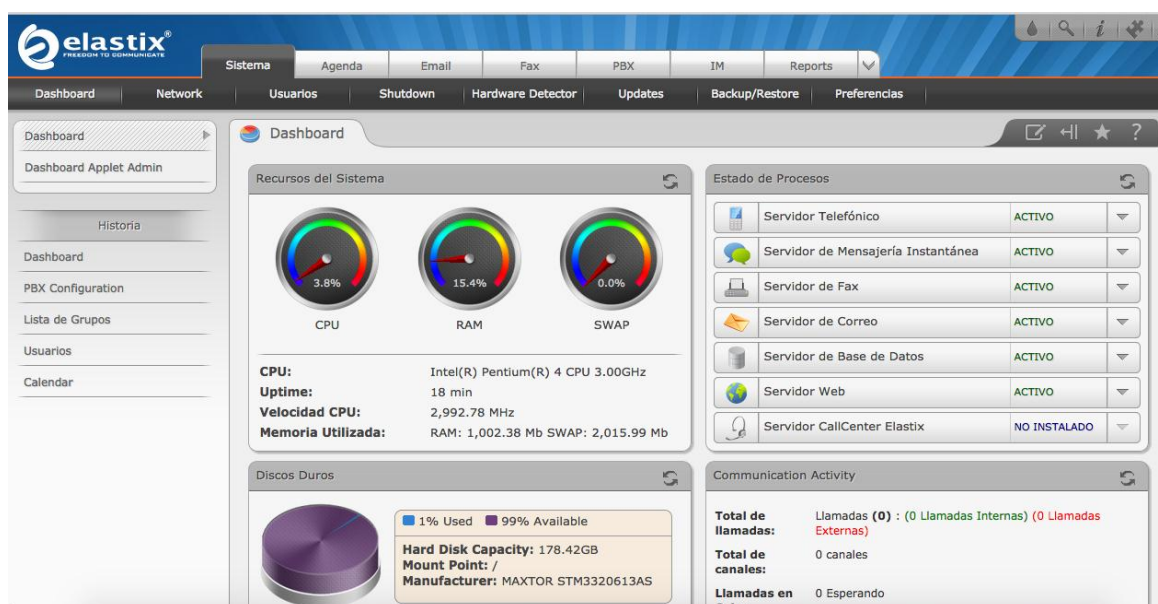 elastix®
FREEDOM TO COMMUNICATE
Sistema Agenda Email Fax PBX IM Reports
Dashboard Network Usuarios Shutdown Hardware Detector Updates Backup/Restore Preferencias
Dashboard
Dashboard Applet Admin
Historia
Dashboard
PBX Configuration
Lista de Grupos
Usuarios
Calendar
Dashboard
Recursos del Sistema
3.8% 15.4% 0.0%
CPU RAM SWAP
CPU: Intel(R) Pentium(R) 4 CPU 3.00GHz
Uptime: 18 min
Velocidad CPU: 2,992.78 MHz
Memoria Utilizada: RAM: 1,002.38 Mb SWAP: 2,015.99 Mb
Estado de Procesos
Servidor Telefónico ACTIVO
Servidor de Mensajería Instantánea ACTIVO
Servidor de Fax ACTIVO
Servidor de Correo ACTIVO
Servidor de Base de Datos ACTIVO
Servidor Web ACTIVO
Servidor CallCenter Elastix NO INSTALADO
Discos Duros
1% Used 99% Available
Hard Disk Capacity: 178.42GB
Mount Point: /
Manufacturer: MAXTOR STM3320613AS
Communication Activity
Total de llamadas: Llamadas (0) : (0 Llamadas Internas) (0 Llamadas
Externas)
Total de 0 canales
canales:
Llamadas en 0 Esperando